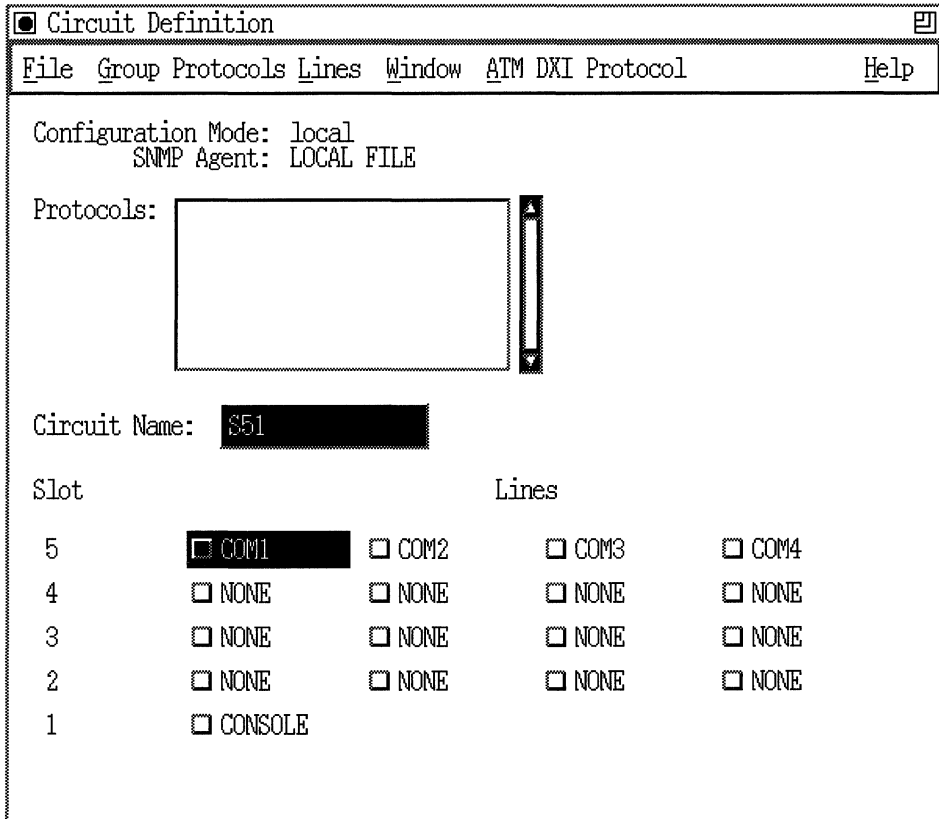 Circuit Definition
File Group Protocols Lines Window ATM DXI Protocol Help
Configuration Mode: local
SNMP Agent: LOCAL FILE
Protocols:
Circuit Name: S51
Slot Lines
5 COM1 COM2 COM3 COM4
4 NONE NONE NONE NONE
3 NONE NONE NONE NONE
2 NONE NONE NONE NONE
1 CONSOLE